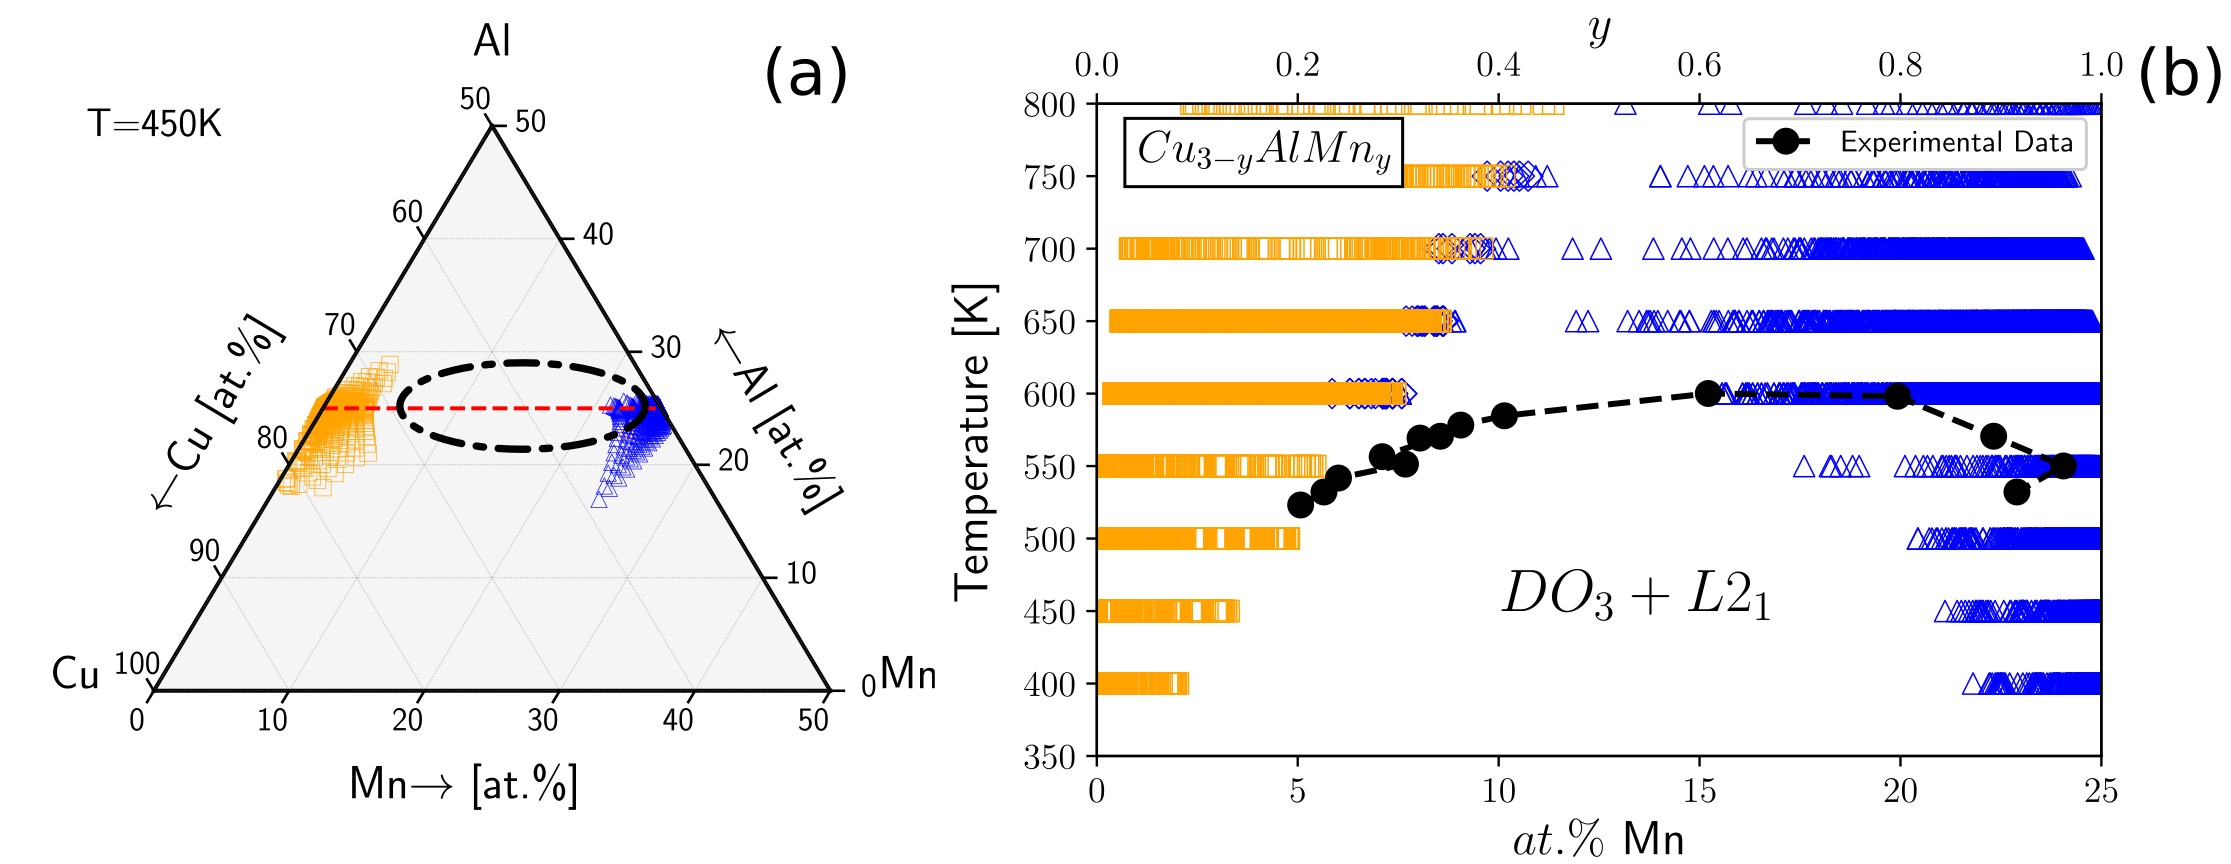 Al
(a)
T=450K
50
50
60
40
70
30
80
20
90
10
100
0
Cu
Mn
0
10
20
30
40
50
←Cu [at.%]
←Al [at.%]
Mn→ [at.%]
y
(b)
0.0 0.2 0.4 0.6 0.8 1.0
Cu₃₋yAlMny
Experimental Data
800
750
700
650
600
550
500
450
400
350
Temperature [K]
DO₃ + L2₁
0 5 10 15 20 25
at.% Mn